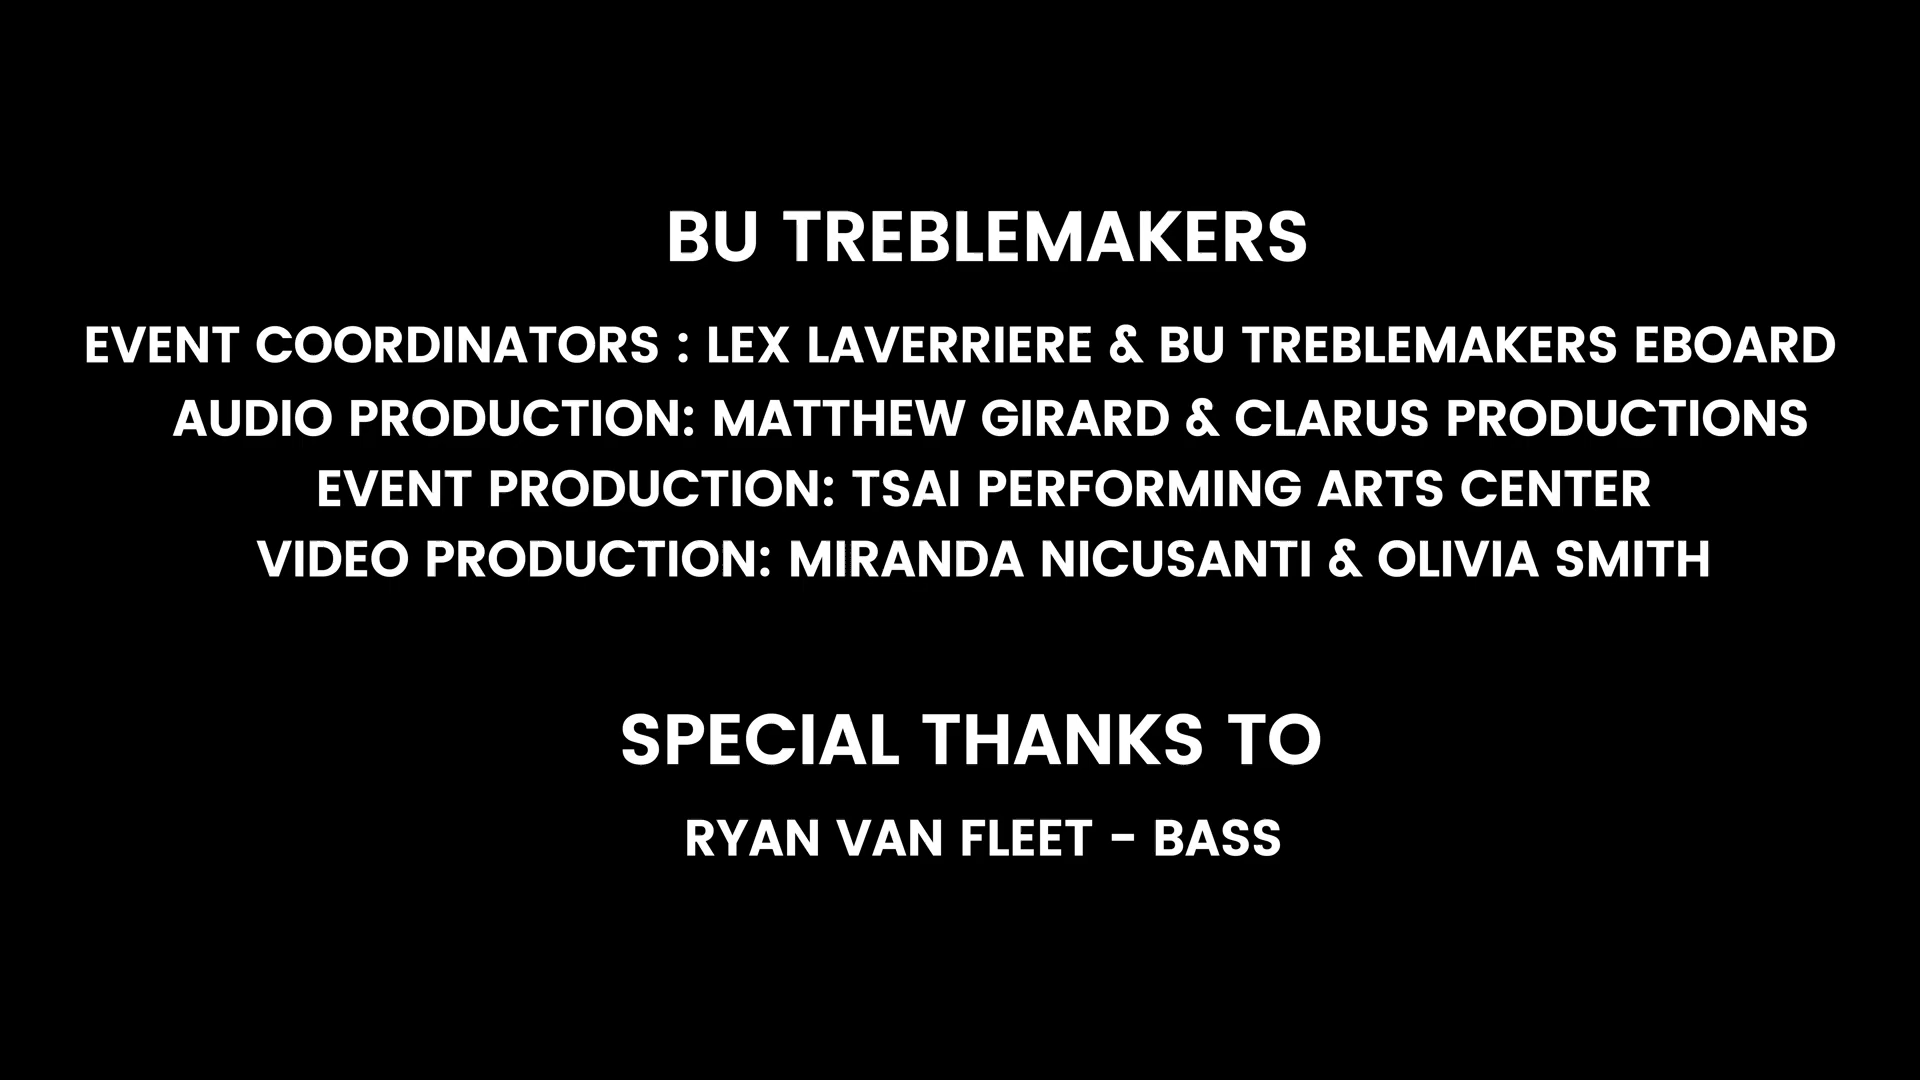 BU TREBLEMAKERS
EVENT COORDINATORS : LEX LAVERRIERE & BU TREBLEMAKERS EBOARD
AUDIO PRODUCTION: MATTHEW GIRARD & CLARUS PRODUCTIONS
EVENT PRODUCTION: TSAI PERFORMING ARTS CENTER
VIDEO PRODUCTION: MIRANDA NICUSANTI & OLIVIA SMITH
SPECIAL THANKS TO
RYAN VAN FLEET - BASS